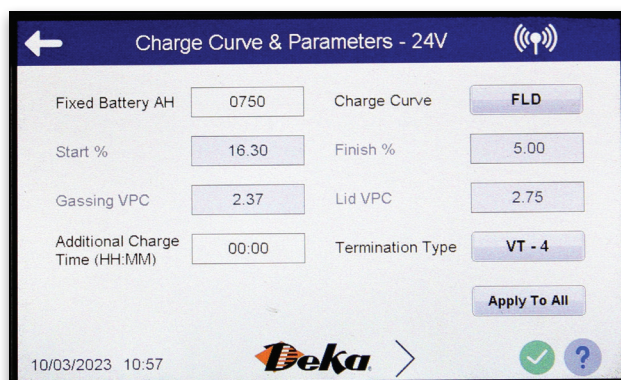 Charge Curve & Parameters - 24V
Fixed Battery AH 0750 Charge Curve FLD
Start % 16.30 Finish % 5.00
Gassing VPC 2.37 Lid VPC 2.75
Additional Charge
Time (HH:MM) 00:00 Termination Type VT - 4
Apply To All
10/03/2023 10:57 Deka ?